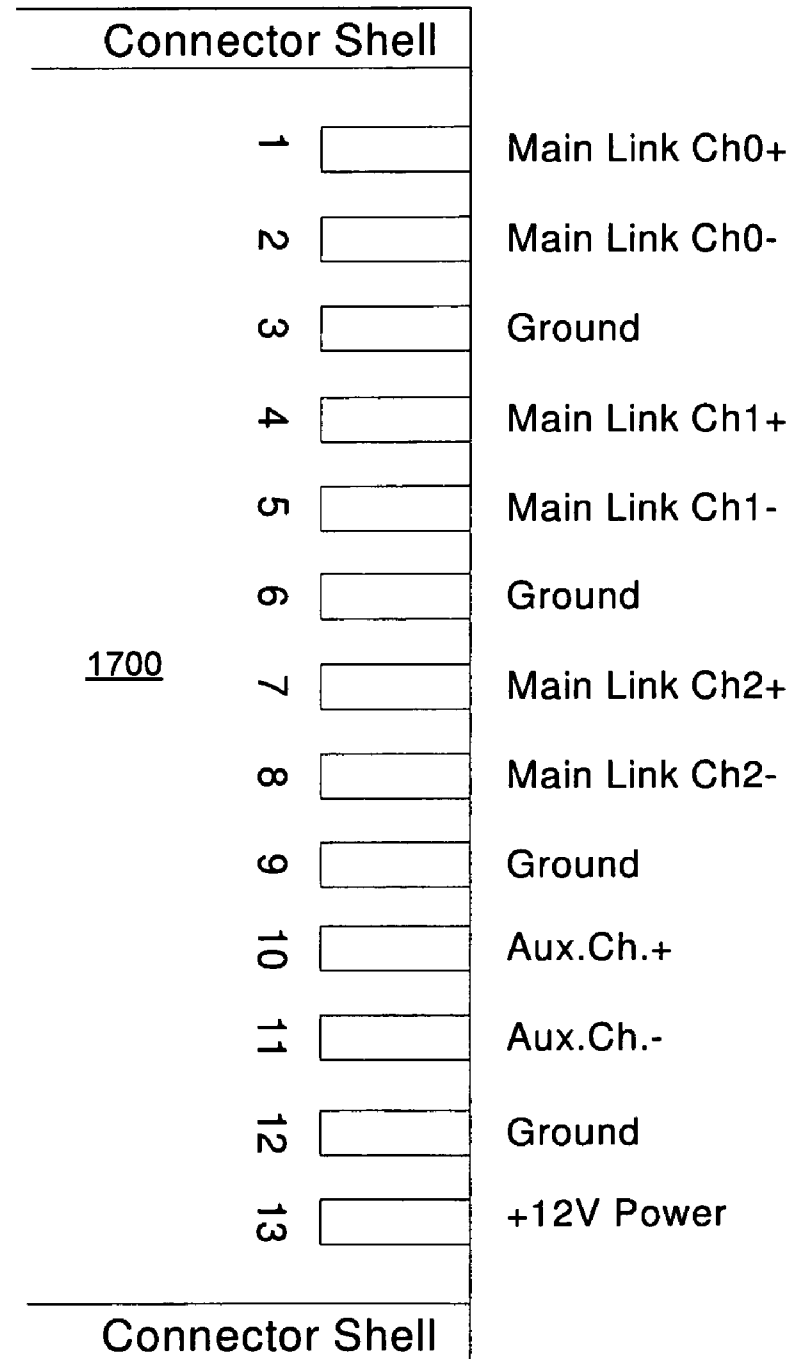 Connector Shell
1 Main Link Ch0+
2 Main Link Ch0-
3 Ground
4 Main Link Ch1+
5 Main Link Ch1-
6 Ground
1700
7 Main Link Ch2+
8 Main Link Ch2-
9 Ground
10 Aux.Ch.+
11 Aux.Ch.-
12 Ground
13 +12V Power
Connector Shell